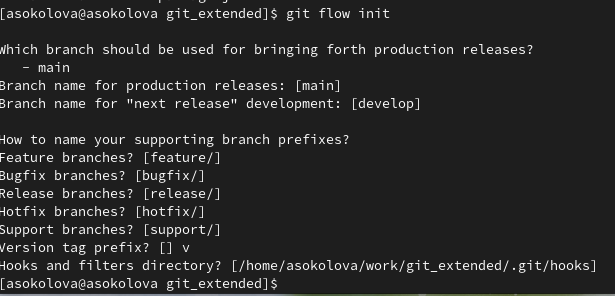 [asokolova@asokolova git_extended]$ git flow init
Which branch should be used for bringing forth production releases?
- main
Branch name for production releases: [main]
Branch name for "next release" development: [develop]
How to name your supporting branch prefixes?
Feature branches? [feature/]
Bugfix branches? [bugfix/]
Release branches? [release/]
Hotfix branches? [hotfix/]
Support branches? [support/]
Version tag prefix? [] v
Hooks and filters directory? [/home/asokolova/work/git_extended/.git/hooks]
[asokolova@asokolova git_extended]$